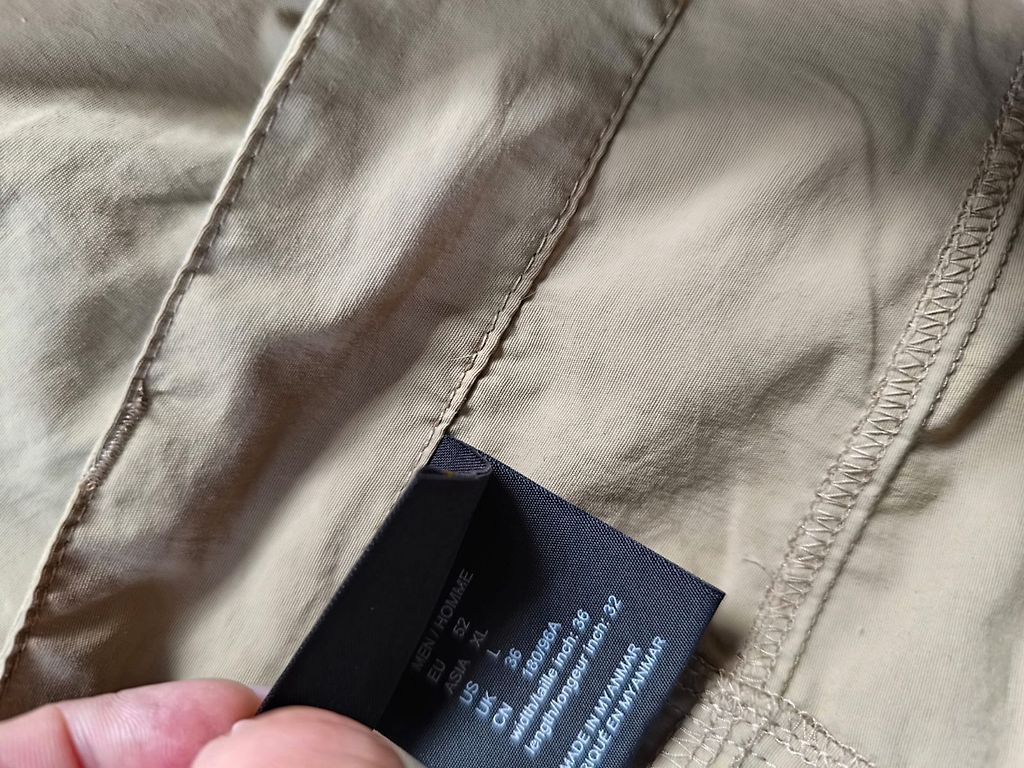 MEN / HOMME
EU 52
ASIA XL
US L
UK 36
CN 180/96A
width/taille inch: 36
length/longeur inch: 32
MADE IN MYANMAR
RIQUE EN MYANMAR